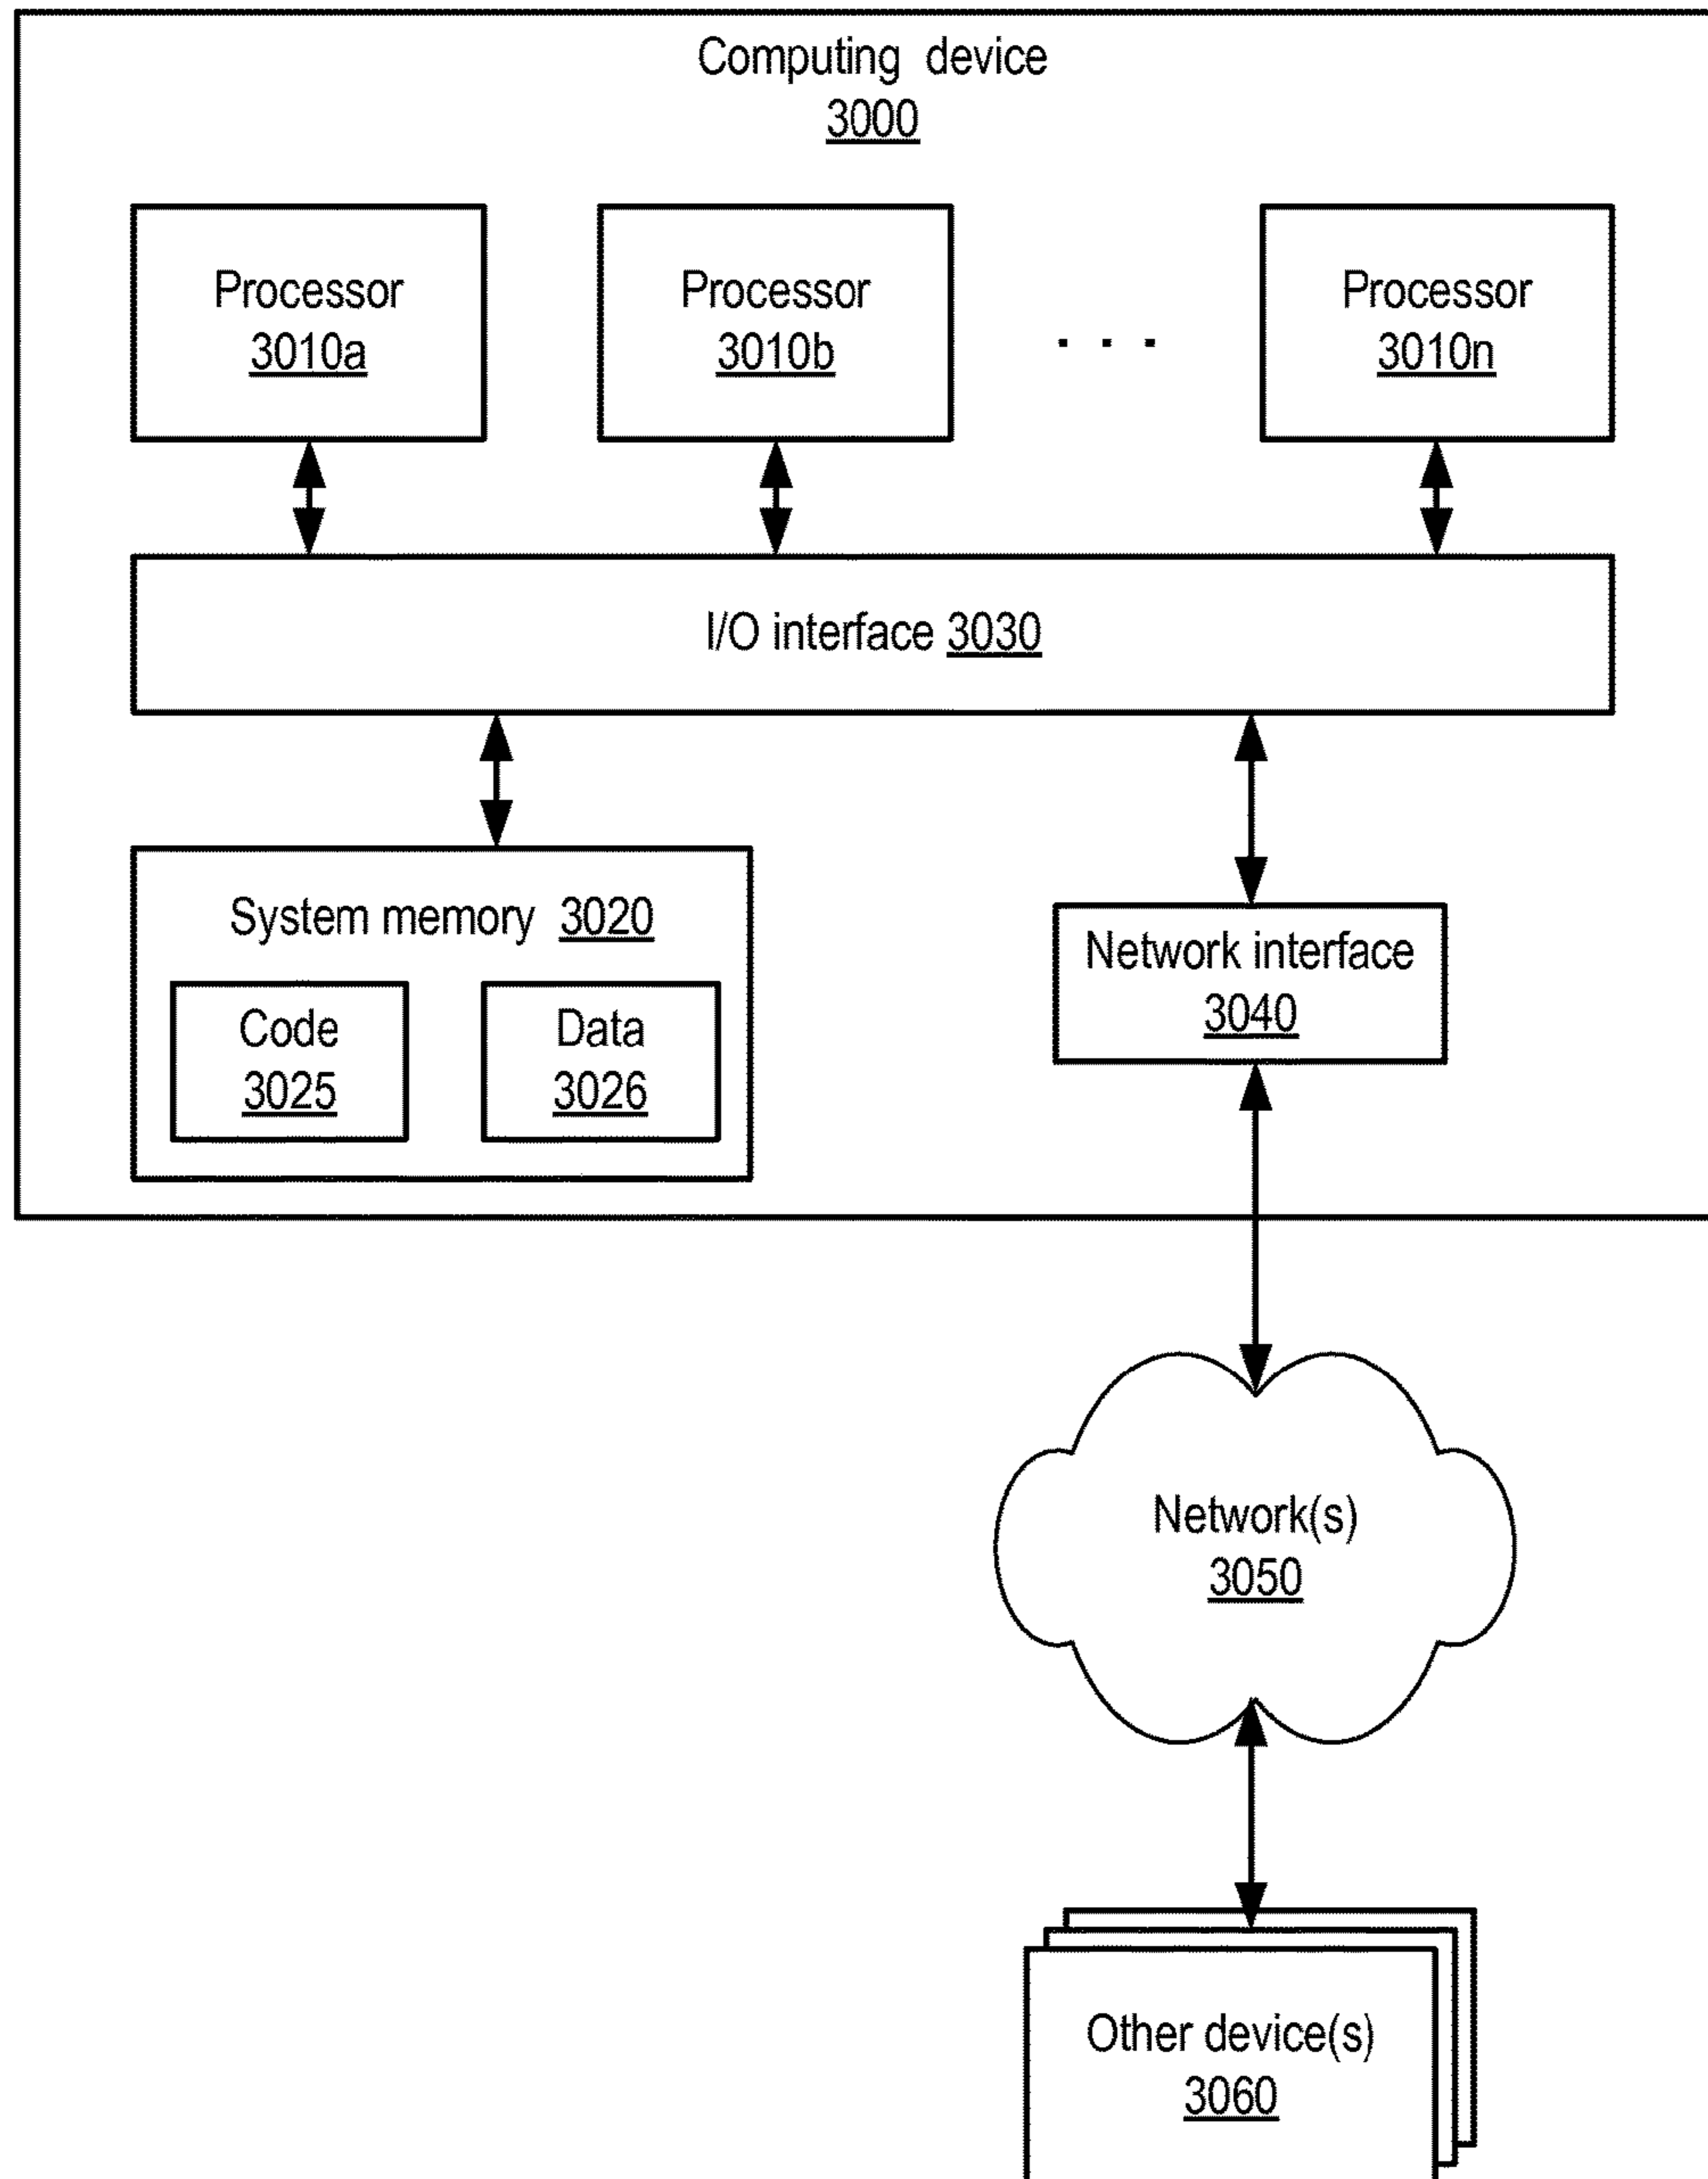 Computing device
3000
Processor
3010a
Processor
3010b
. . .
Processor
3010n
I/O interface 3030
System memory 3020
Code
3025
Data
3026
Network interface
3040
Network(s)
3050
Other device(s)
3060